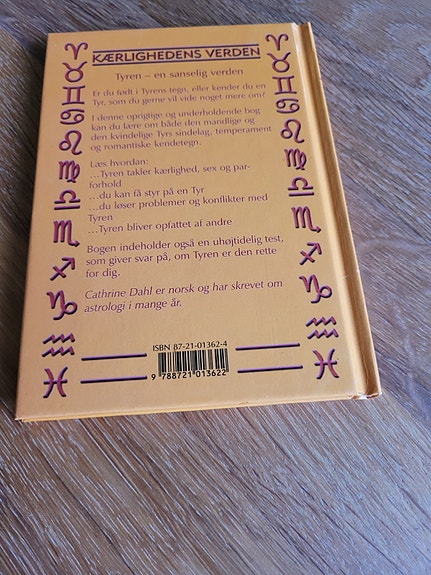 KÆRLIGHEDENS VERDEN
Tyren – en sanselig verden
Er du født i Tyrens tegn, eller kender du en
Tyr, som du gerne vil vide noget mere om?
I denne oprigtige og underholdende bog
kan du lære om både den mandlige og
den kvindelige Tyrs sindelag, temperament
og romantiske kendetegn.
Læs hvordan:
...Tyren takler kærlighed, sex og par-
forhold
...du kan få styr på en Tyr
...du løser problemer og konflikter med
Tyren
...Tyren bliver opfattet af andre
Bogen indeholder også en uhøjtidelig test,
som giver svar på, om Tyren er den rette
for dig.
Cathrine Dahl er norsk og har skrevet om
astrologi i mange år.
ISBN 87-21-01362-4
9 788721 013622